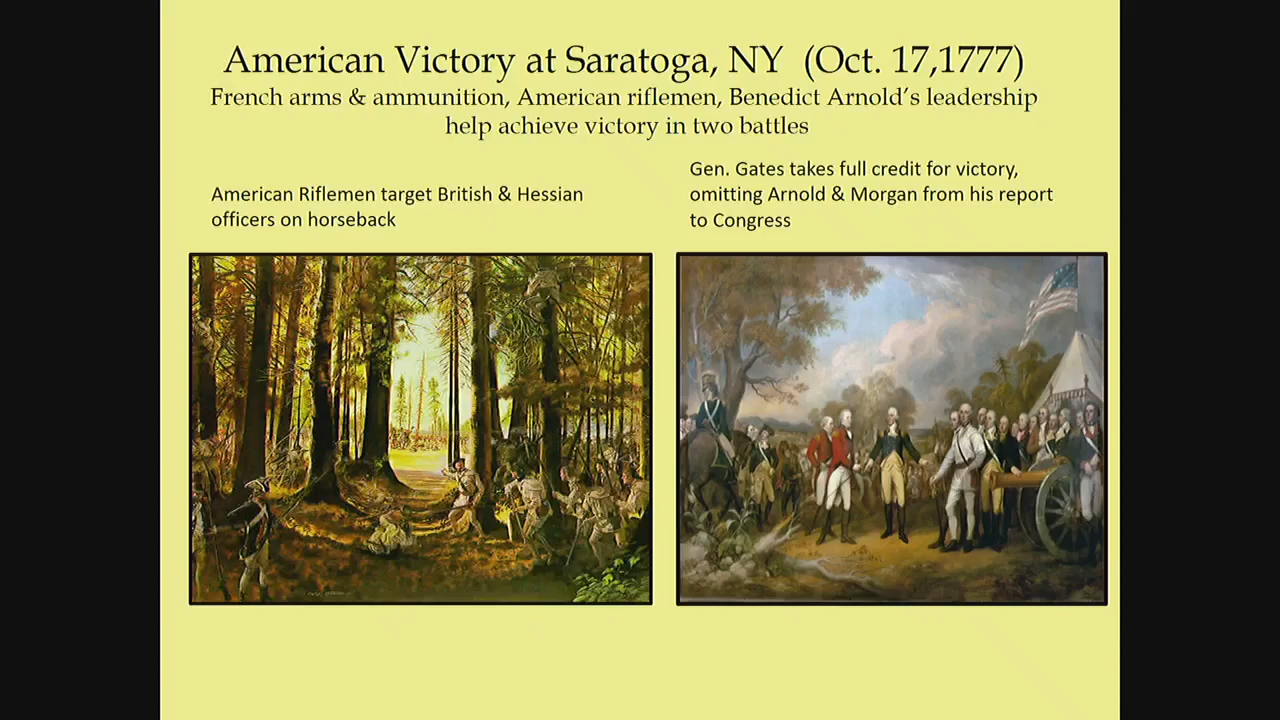 American Victory at Saratoga, NY  (Oct. 17,1777)
French arms & ammunition, American riflemen, Benedict Arnold's leadership
help achieve victory in two battles
American Riflemen target British & Hessian
officers on horseback
Gen. Gates takes full credit for victory,
omitting Arnold & Morgan from his report
to Congress